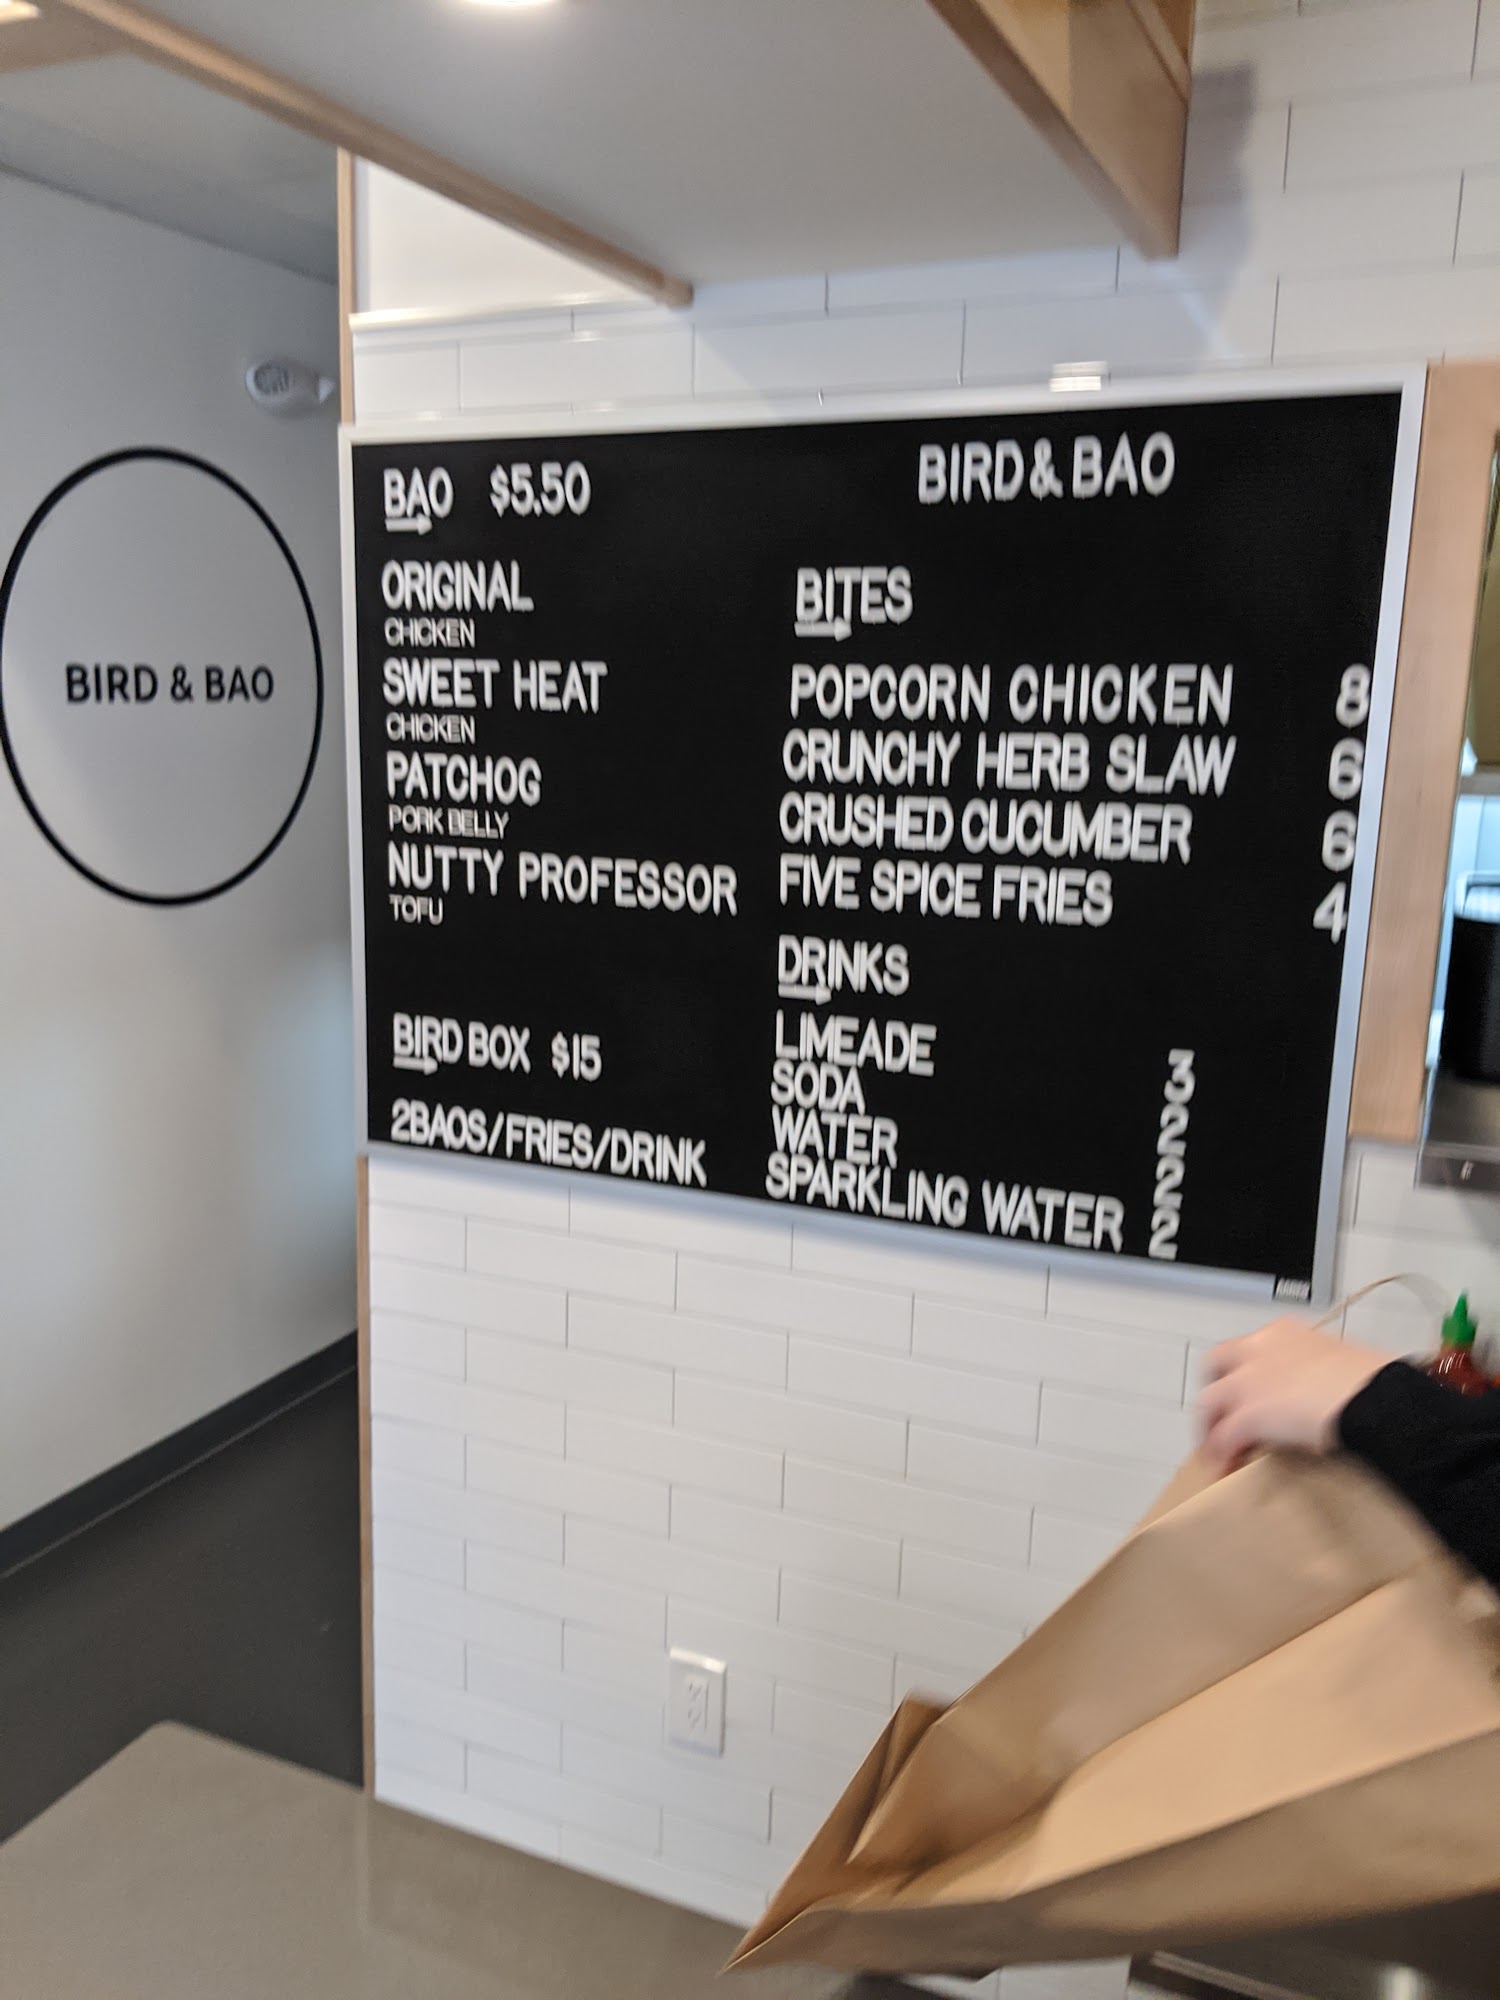 BIRD & BAO
BAO $5.50
ORIGINAL
CHICKEN
SWEET HEAT
CHICKEN
PATCHOG
PORK BELLY
NUTTY PROFESSOR
TOFU
BIRD BOX $15
2BAOS/FRIES/DRINK
BIRD & BAO
BITES
POPCORN CHICKEN 8
CRUNCHY HERB SLAW 6
CRUSHED CUCUMBER 6
FIVE SPICE FRIES 4
DRINKS
LIMEADE 3
SODA 2
WATER 2
SPARKLING WATER 2